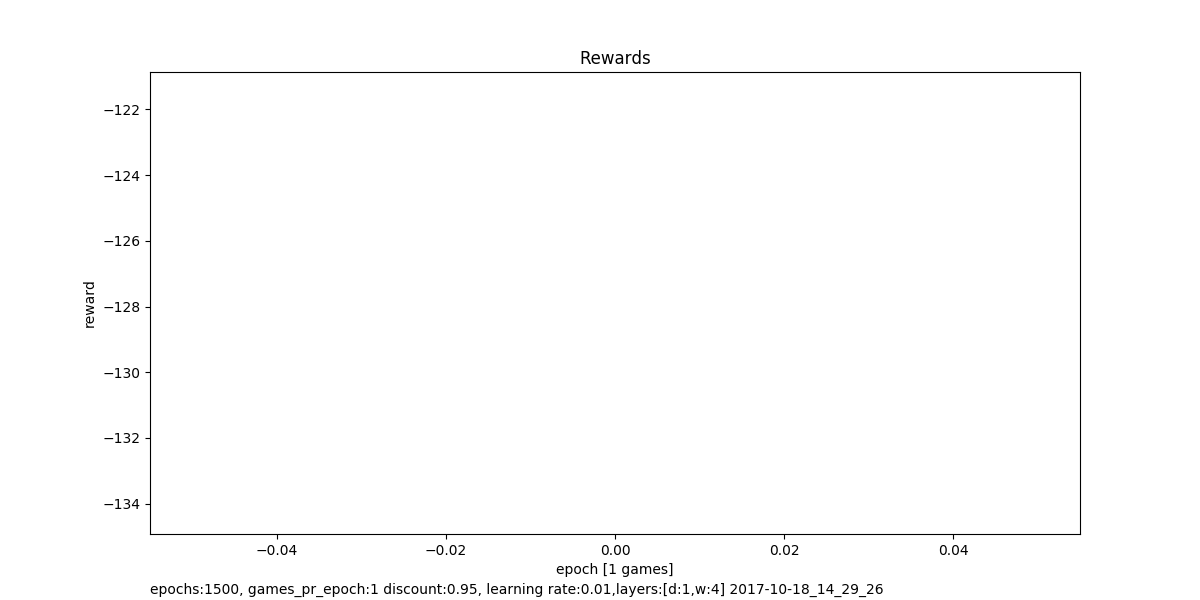 Rewards
−122
−124
−126
−128
−130
−132
−134
reward
−0.04 −0.02 0.00 0.02 0.04
epoch [1 games]
epochs:1500, games_pr_epoch:1 discount:0.95, learning rate:0.01,layers:[d:1,w:4] 2017-10-18_14_29_26